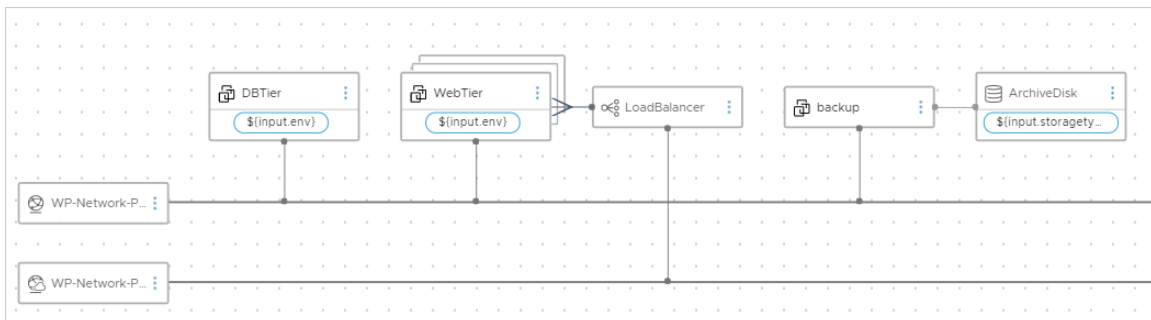 DBTier
${input.env}
WebTier
${input.env}
LoadBalancer
backup
ArchiveDisk
${input.storagety...
WP-Network-P...
WP-Network-P...